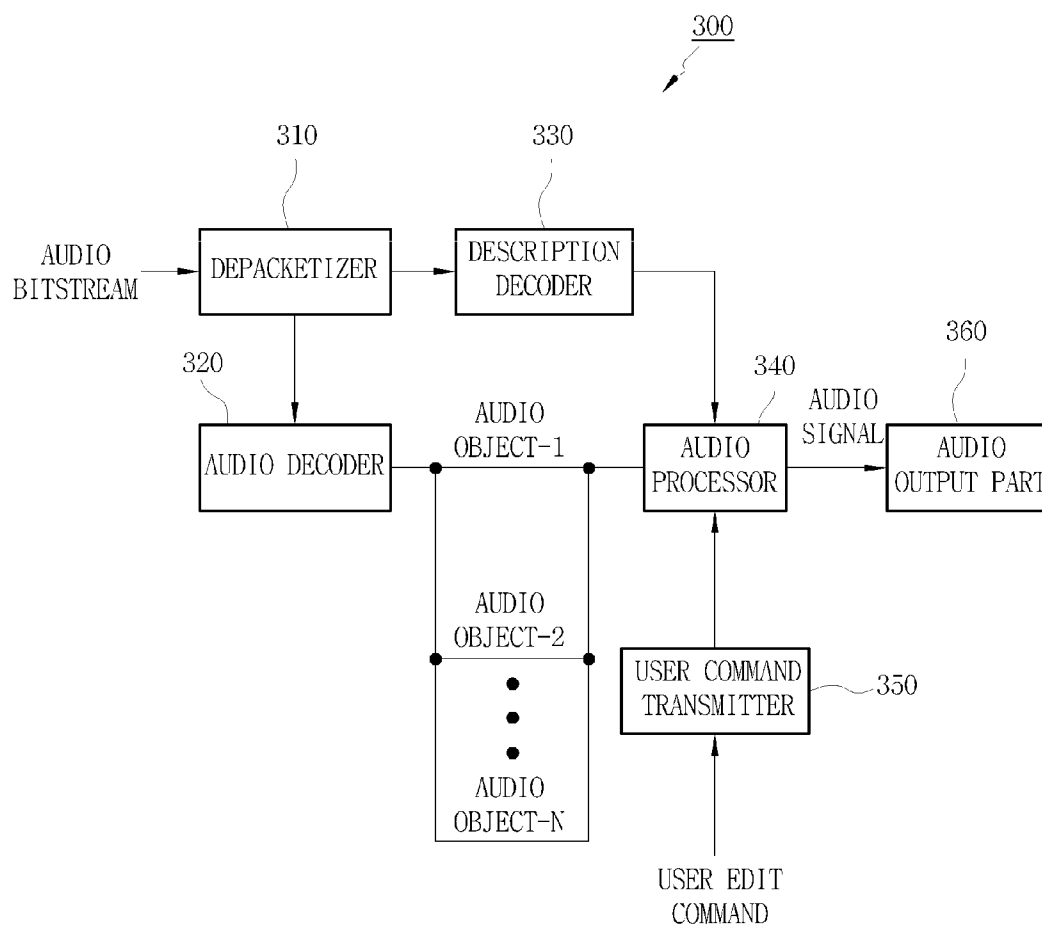 300
310
330
AUDIO
BITSTREAM
DEPACKETIZER
DESCRIPTION
DECODER
320
340
360
AUDIO
SIGNAL
AUDIO DECODER
AUDIO
OBJECT-1
AUDIO
PROCESSOR
AUDIO
OUTPUT PART
AUDIO
OBJECT-2
USER COMMAND
TRANSMITTER
350
AUDIO
OBJECT-N
USER EDIT
COMMAND